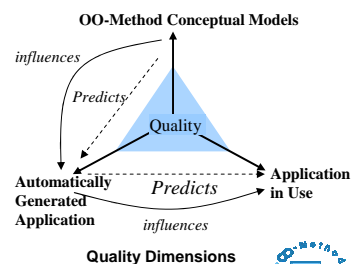 OO-Method Conceptual Models
influences
Predicts
Quality
Automatically
Generated
Application
Predicts
Application
in Use
influences
Quality Dimensions